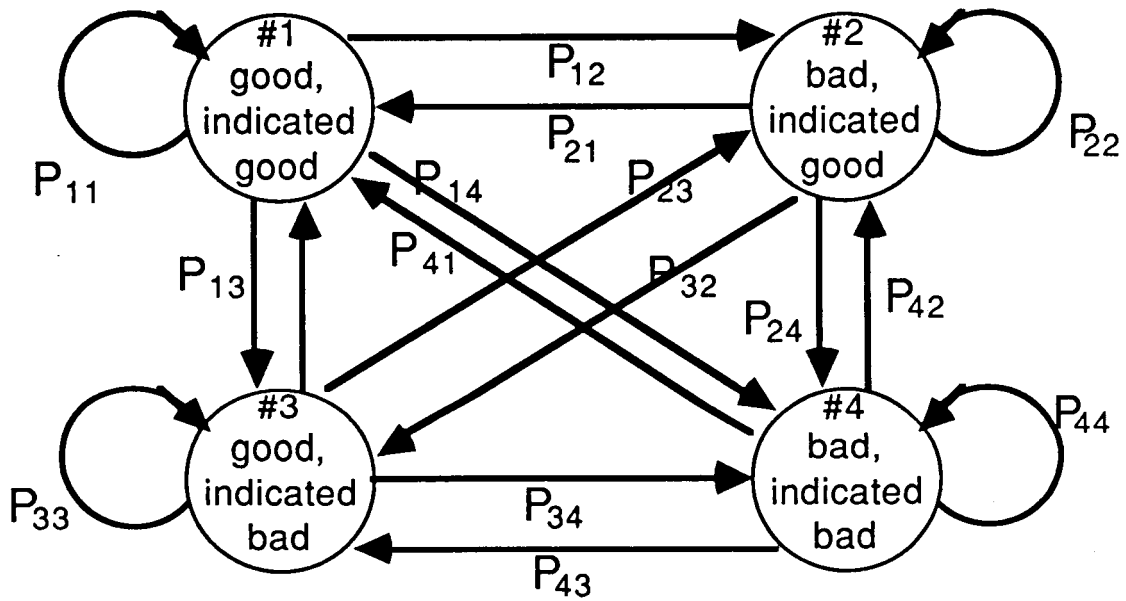 #1
good,
indicated
good
#2
bad,
indicated
good
P12
P21
P11
P22
P14
P23
P41
P32
P13
P24
P42
#3
good,
indicated
bad
#4
bad,
indicated
bad
P44
P33
P34
P43